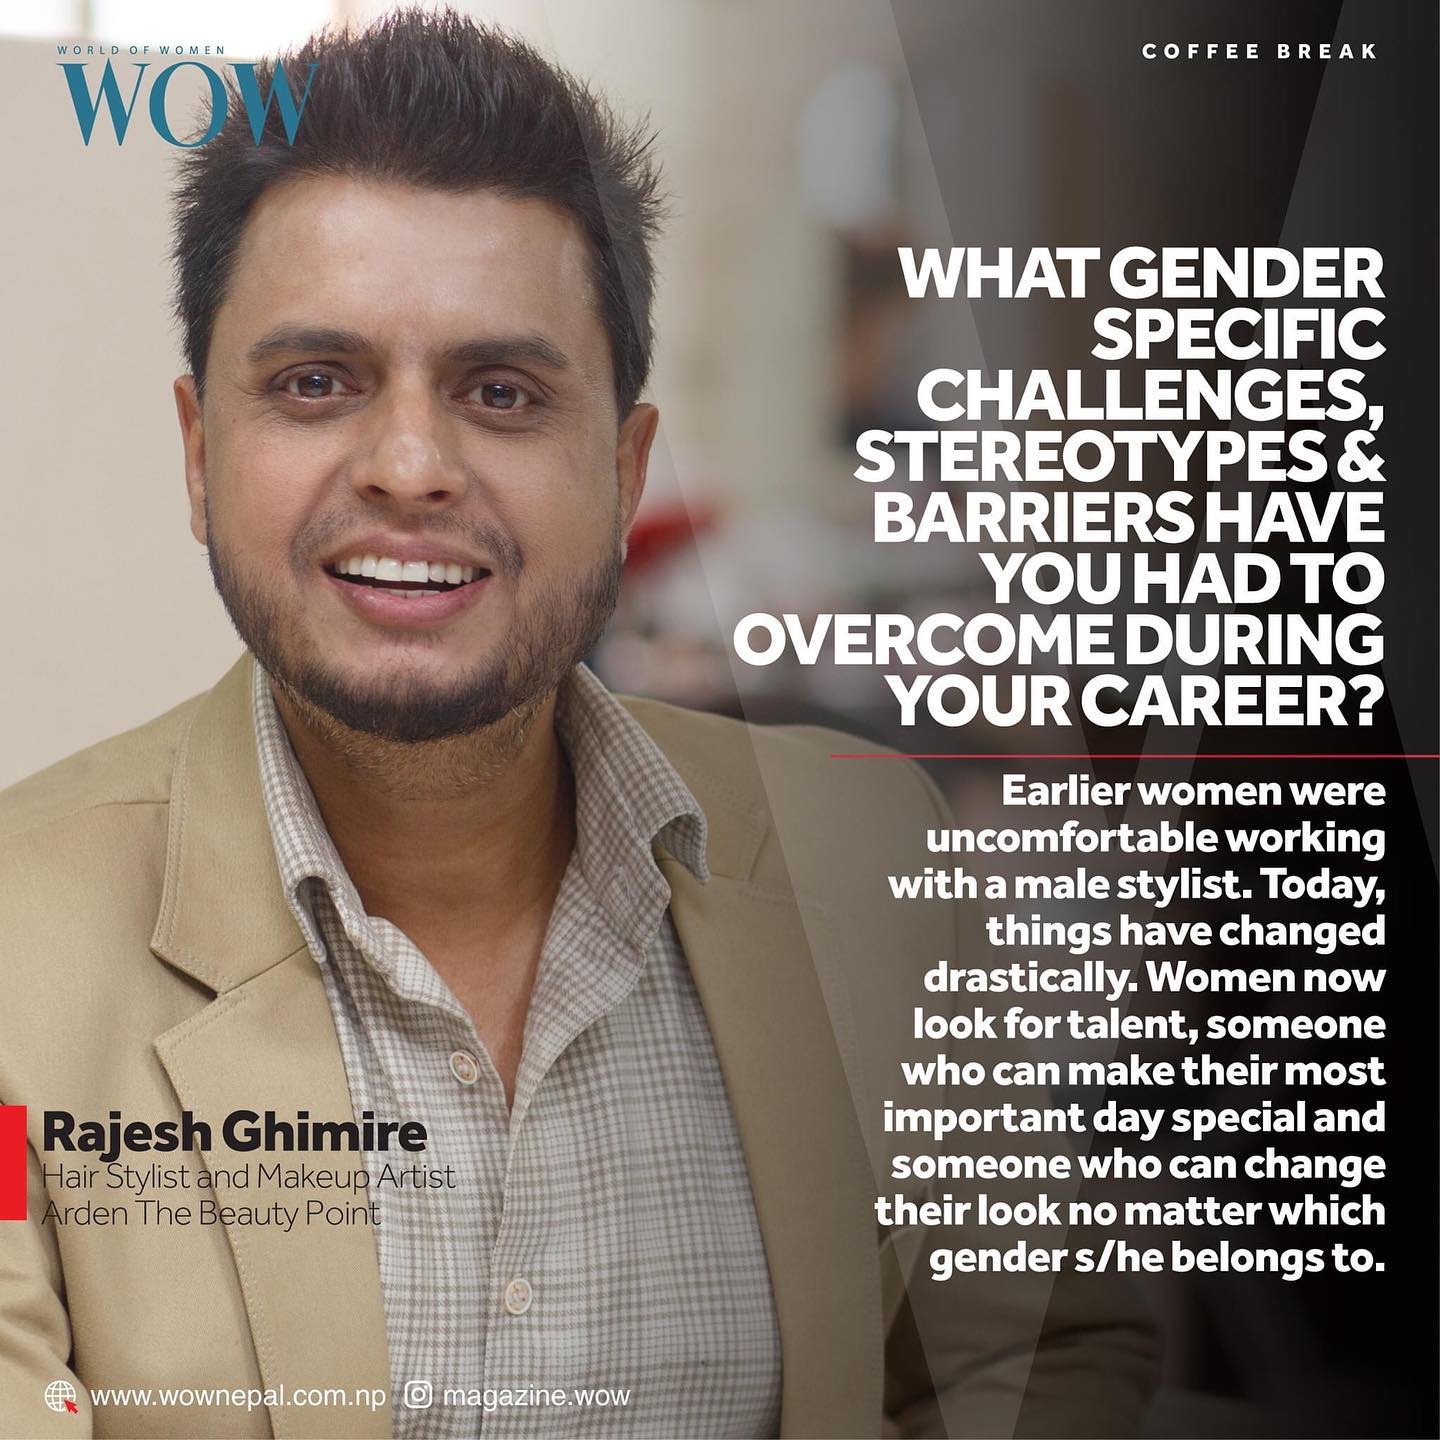 WORLD OF WOMEN
WOW
COFFEE BREAK
WHAT GENDER
SPECIFIC
CHALLENGES,
STEREOTYPES &
BARRIERS HAVE
YOU HAD TO
OVERCOME DURING
YOUR CAREER?
Earlier women were
uncomfortable working
with a male stylist. Today,
things have changed
drastically. Women now
look for talent, someone
who can make their most
important day special and
someone who can change
their look no matter which
gender s/he belongs to.
Rajesh Ghimire
Hair Stylist and Makeup Artist
Arden The Beauty Point
www.wownepal.com.np magazine.wow